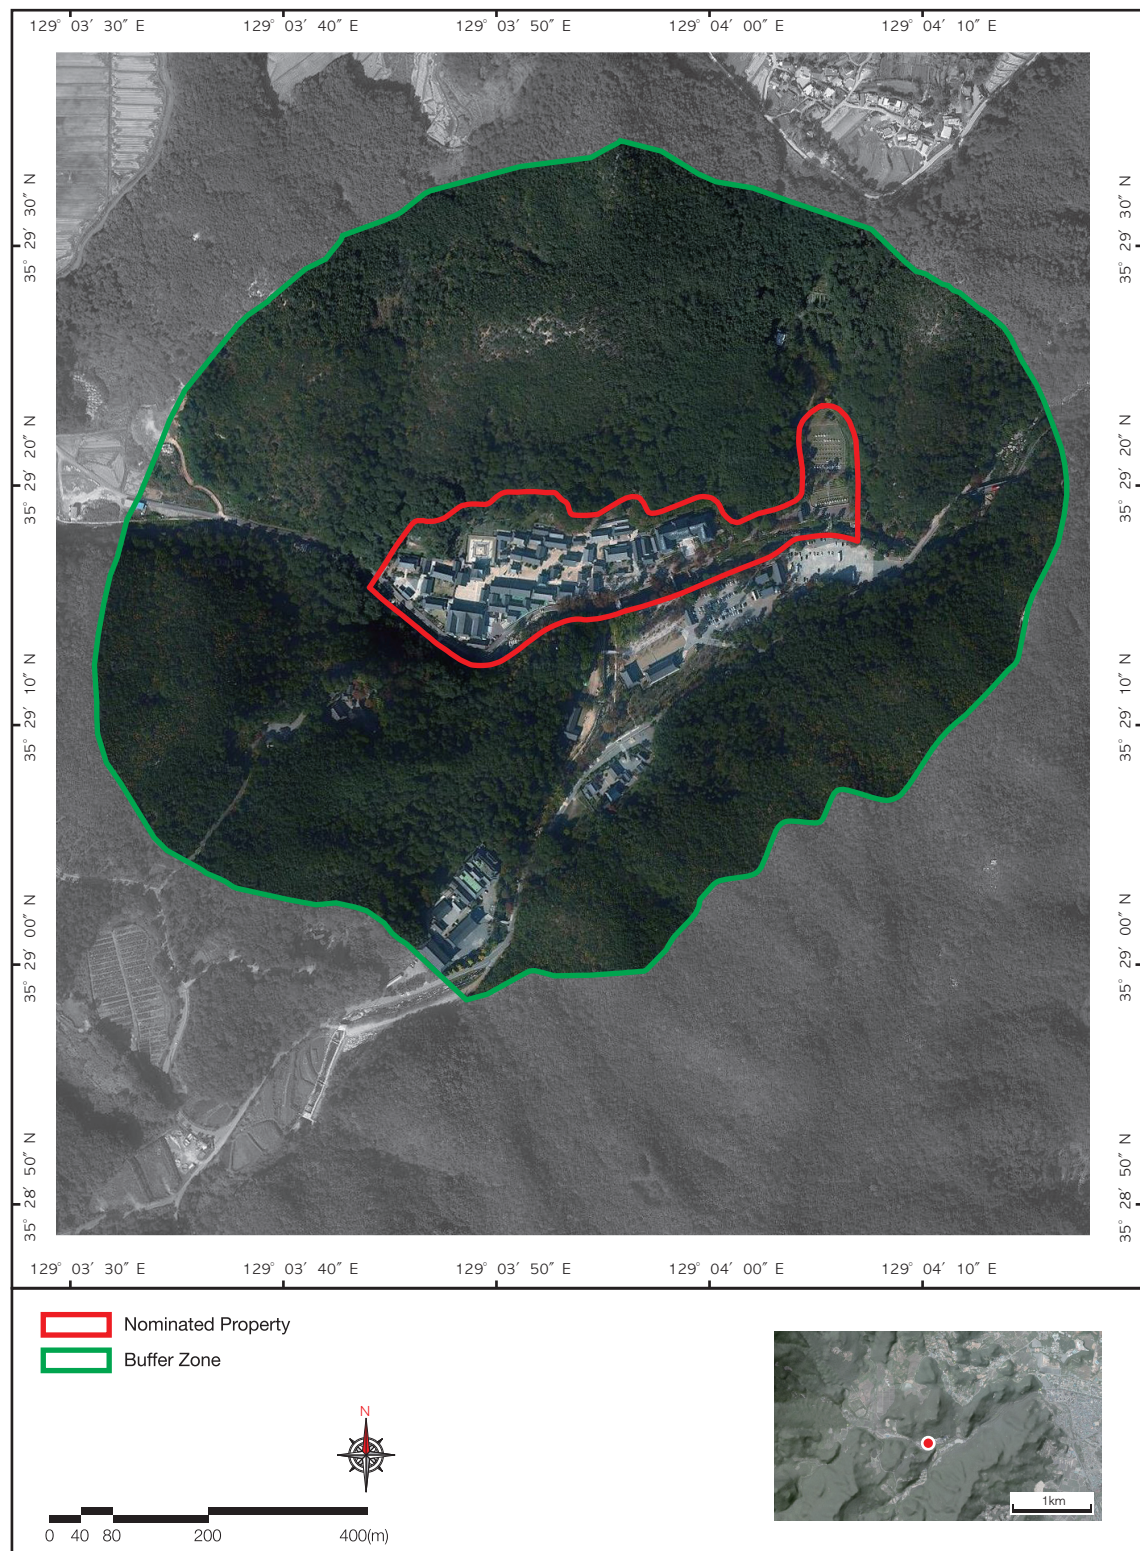 129° 03′ 30″ E
129° 03′ 40″ E
129° 03′ 50″ E
129° 04′ 00″ E
129° 04′ 10″ E
35° 29′ 30″ N
35° 29′ 30″ N
35° 29′ 20″ N
35° 29′ 20″ N
35° 29′ 10″ N
35° 29′ 10″ N
35° 29′ 00″ N
35° 29′ 00″ N
35° 28′ 50″ N
35° 28′ 50″ N
129° 03′ 30″ E
129° 03′ 40″ E
129° 03′ 50″ E
129° 04′ 00″ E
129° 04′ 10″ E
Nominated Property
Buffer Zone
N
0 40 80 200 400(m)
1km